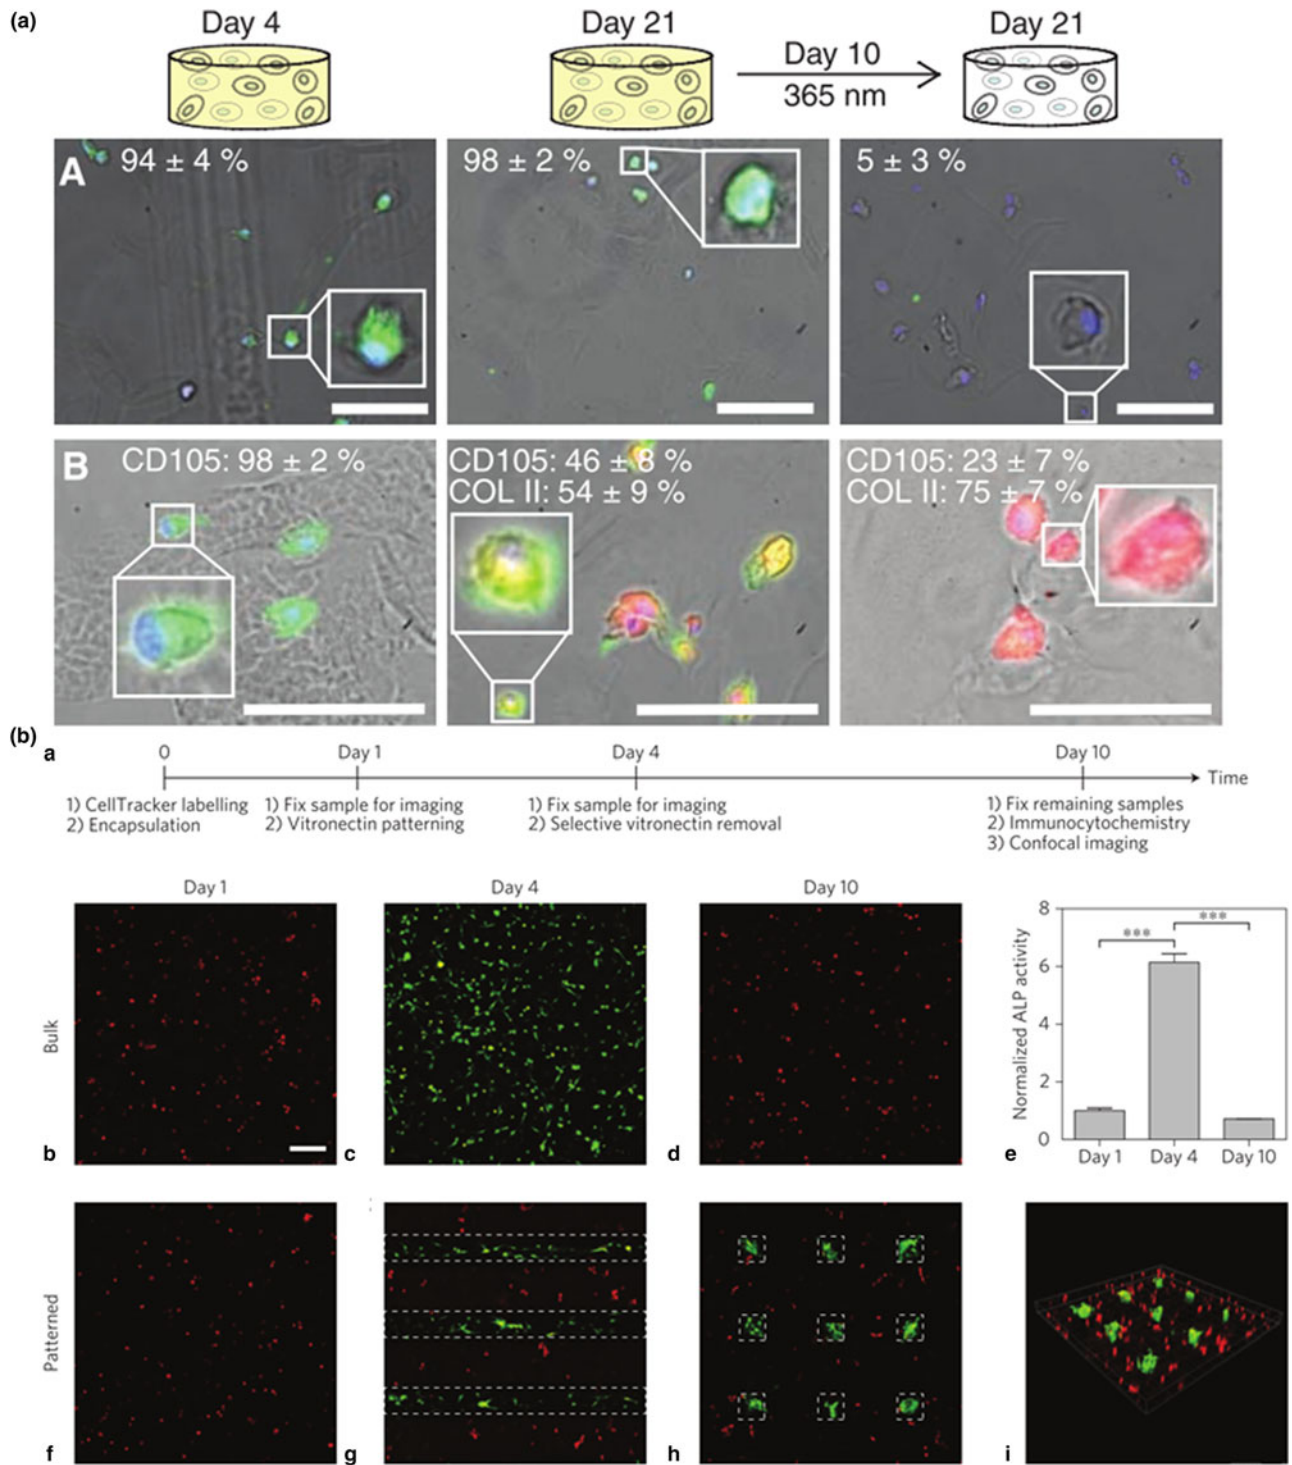 (a)
Day 4
Day 21
Day 10
365 nm
Day 21
A
94 ± 4 %
98 ± 2 %
5 ± 3 %
B
CD105: 98 ± 2 %
CD105: 46 ± 8 %
COL II: 54 ± 9 %
CD105: 23 ± 7 %
COL II: 75 ± 7 %
(b)
a
0
Day 1
Day 4
Day 10
Time
1) CellTracker labelling
2) Encapsulation
1) Fix sample for imaging
2) Vitronectin patterning
1) Fix sample for imaging
2) Selective vitronectin removal
1) Fix remaining samples
2) Immunocytochemistry
3) Confocal imaging
Day 1
Day 4
Day 10
Bulk
b
c
d
e
Normalized ALP activity
8
6
4
2
0
***
***
Day 1
Day 4
Day 10
Patterned
f
g
h
i